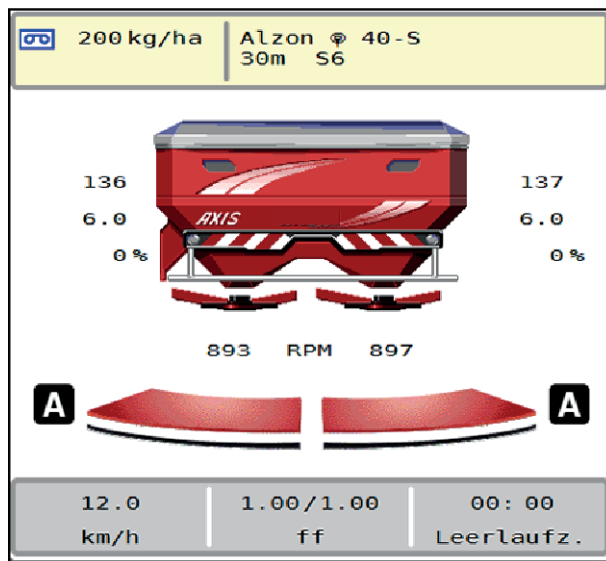 200 kg/ha Alzon 40-S
30m S6
136 137
6.0 6.0
0% 0%
AXIS
893 RPM 897
A A
12.0 1.00/1.00 00:00
km/h ff Leerlaufz.